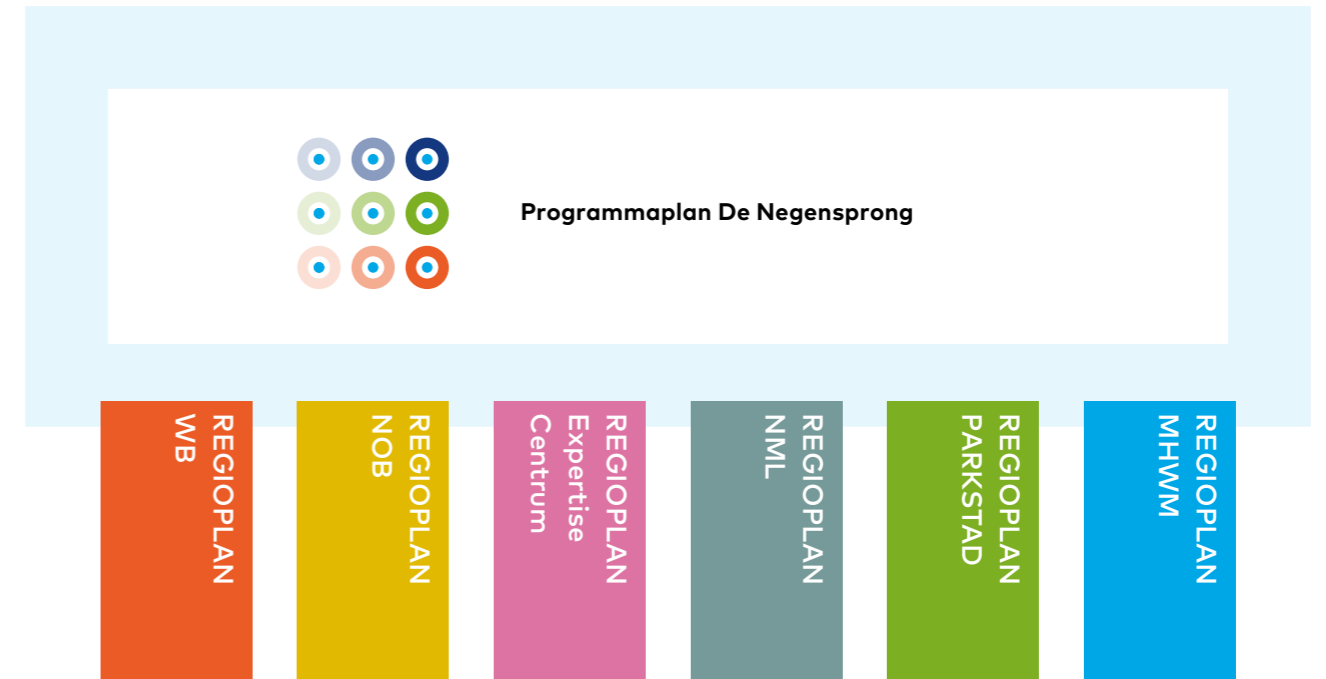 Programmaplan De Negensprong
REGIOPLAN
WB
REGIOPLAN
NOB
REGIOPLAN
Expertise
Centrum
REGIOPLAN
NML
REGIOPLAN
PARKSTAD
REGIOPLAN
MHWM